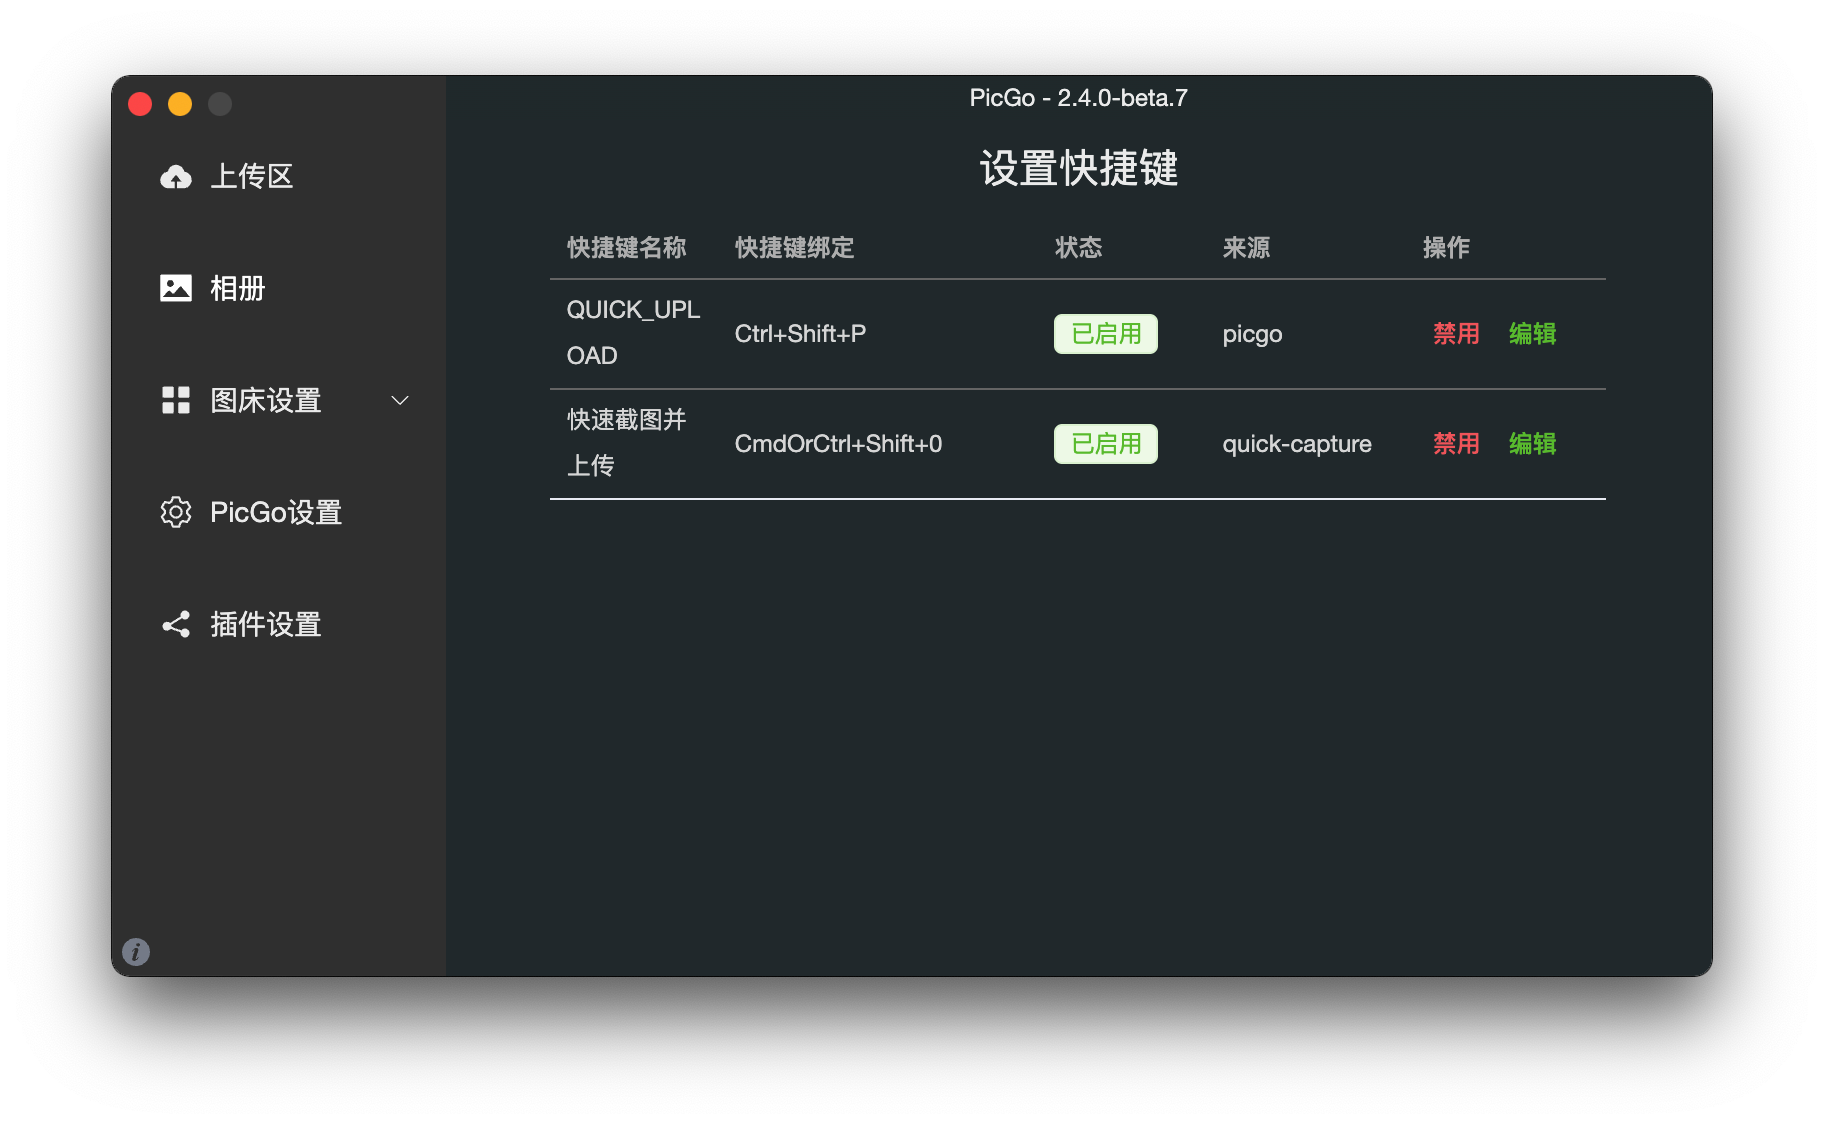 PicGo - 2.4.0-beta.7
上传区
相册
图床设置
PicGo设置
插件设置
设置快捷键
快捷键名称 快捷键绑定 状态 来源 操作
QUICK_UPL
OAD
Ctrl+Shift+P 已启用 picgo 禁用 编辑
快速截图并
上传
CmdOrCtrl+Shift+0 已启用 quick-capture 禁用 编辑
i